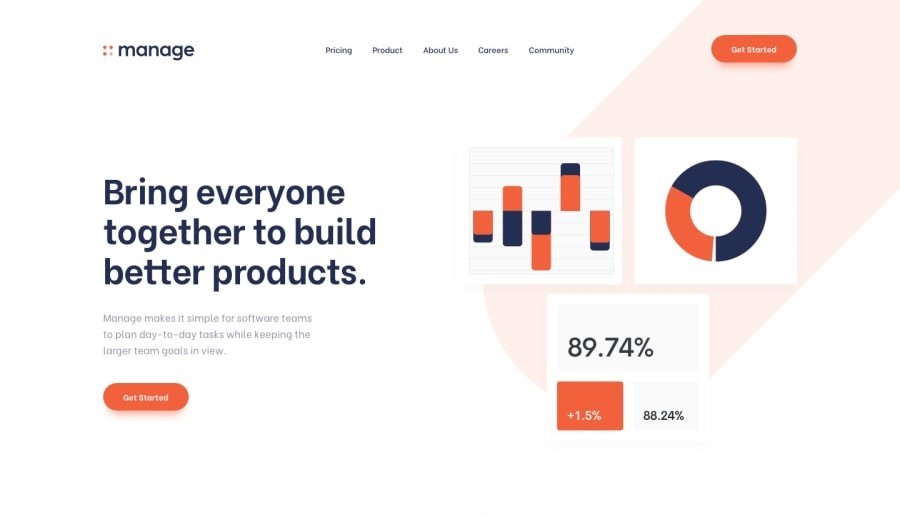 manage
Pricing
Product
About Us
Careers
Community
Get Started
Bring everyone
together to build
better products.
Manage makes it simple for software teams
to plan day-to-day tasks while keeping the
larger team goals in view.
Get Started
89.74%
+1.5%
88.24%